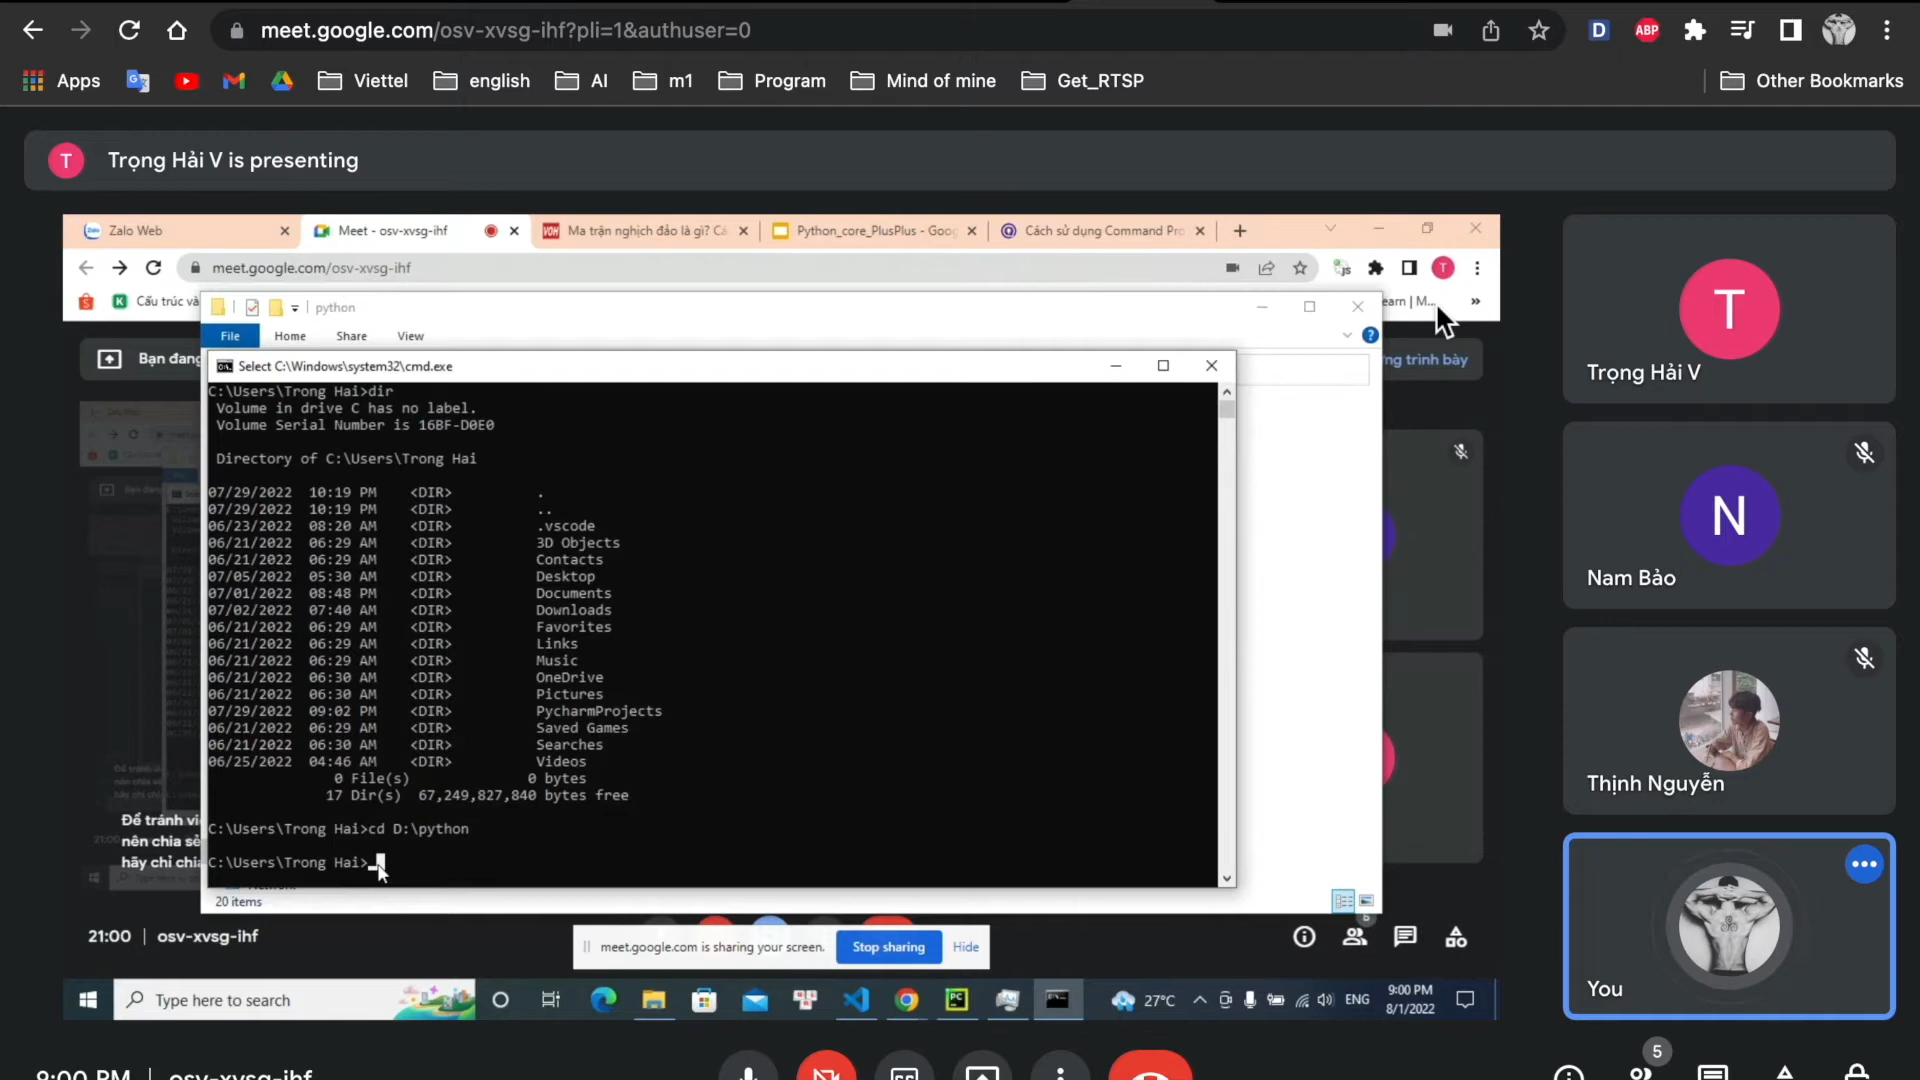 meet.google.com/osv-xvsg-ihf?pli=1&authuser=0
D
ABP
Apps
Viettel
english
AI
m1
Program
Mind of mine
Get_RTSP
Other Bookmarks
T
Trọng Hải V is presenting
Zalo Web
Meet - osv-xvsg-ihf
VOH
Ma trận nghịch đảo là gì? Cá
Python_core_PlusPlus - Goog
Cách sử dụng Command Pro
meet.google.com/osv-xvsg-ihf
T
K
Cấu trúc và
earn | M...
python
File
Home
Share
View
Bạn đang
ng trình bày
Select C:\Windows\system32\cmd.exe
C:\Users\Trong Hai>dir
Volume in drive C has no label.
Volume Serial Number is 16BF-D0E0
Directory of C:\Users\Trong Hai
07/29/2022 10:19 PM <DIR> .
07/29/2022 10:19 PM <DIR> ..
06/23/2022 08:20 AM <DIR> .vscode
06/21/2022 06:29 AM <DIR> 3D Objects
06/21/2022 06:29 AM <DIR> Contacts
07/05/2022 05:30 AM <DIR> Desktop
07/01/2022 08:48 PM <DIR> Documents
07/02/2022 07:40 AM <DIR> Downloads
06/21/2022 06:29 AM <DIR> Favorites
06/21/2022 06:29 AM <DIR> Links
06/21/2022 06:29 AM <DIR> Music
06/21/2022 06:30 AM <DIR> OneDrive
06/21/2022 06:30 AM <DIR> Pictures
07/29/2022 09:02 PM <DIR> PycharmProjects
06/21/2022 06:29 AM <DIR> Saved Games
06/21/2022 06:30 AM <DIR> Searches
06/25/2022 04:46 AM <DIR> Videos
0 File(s) 0 bytes
17 Dir(s) 67,249,827,840 bytes free
C:\Users\Trong Hai>cd D:\python
C:\Users\Trong Hai>
Để tránh vi
nên chia sẻ
hãy chỉ chia
20 items
21:00 | osv-xvsg-ihf
meet.google.com is sharing your screen.
Stop sharing
Hide
Type here to search
PC
27°C
ENG
9:00 PM
8/1/2022
T
Trọng Hải V
N
Nam Bảo
Thịnh Nguyễn
You
5
9:00 PM | osv-xvsg-ihf